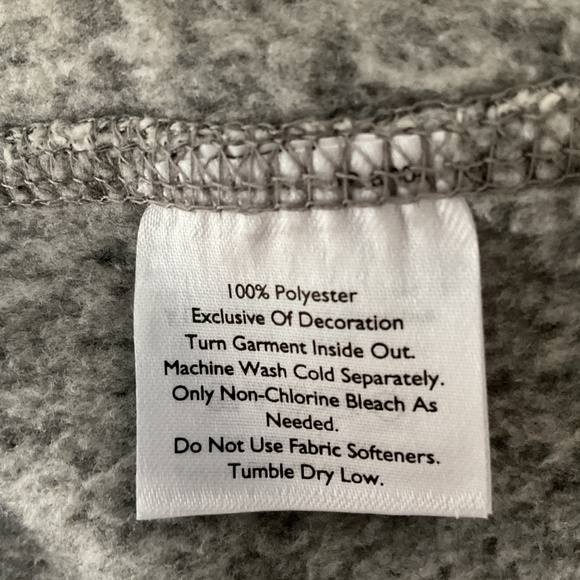 100% Polyester
Exclusive Of Decoration
Turn Garment Inside Out.
Machine Wash Cold Separately.
Only Non-Chlorine Bleach As
Needed.
Do Not Use Fabric Softeners.
Tumble Dry Low.